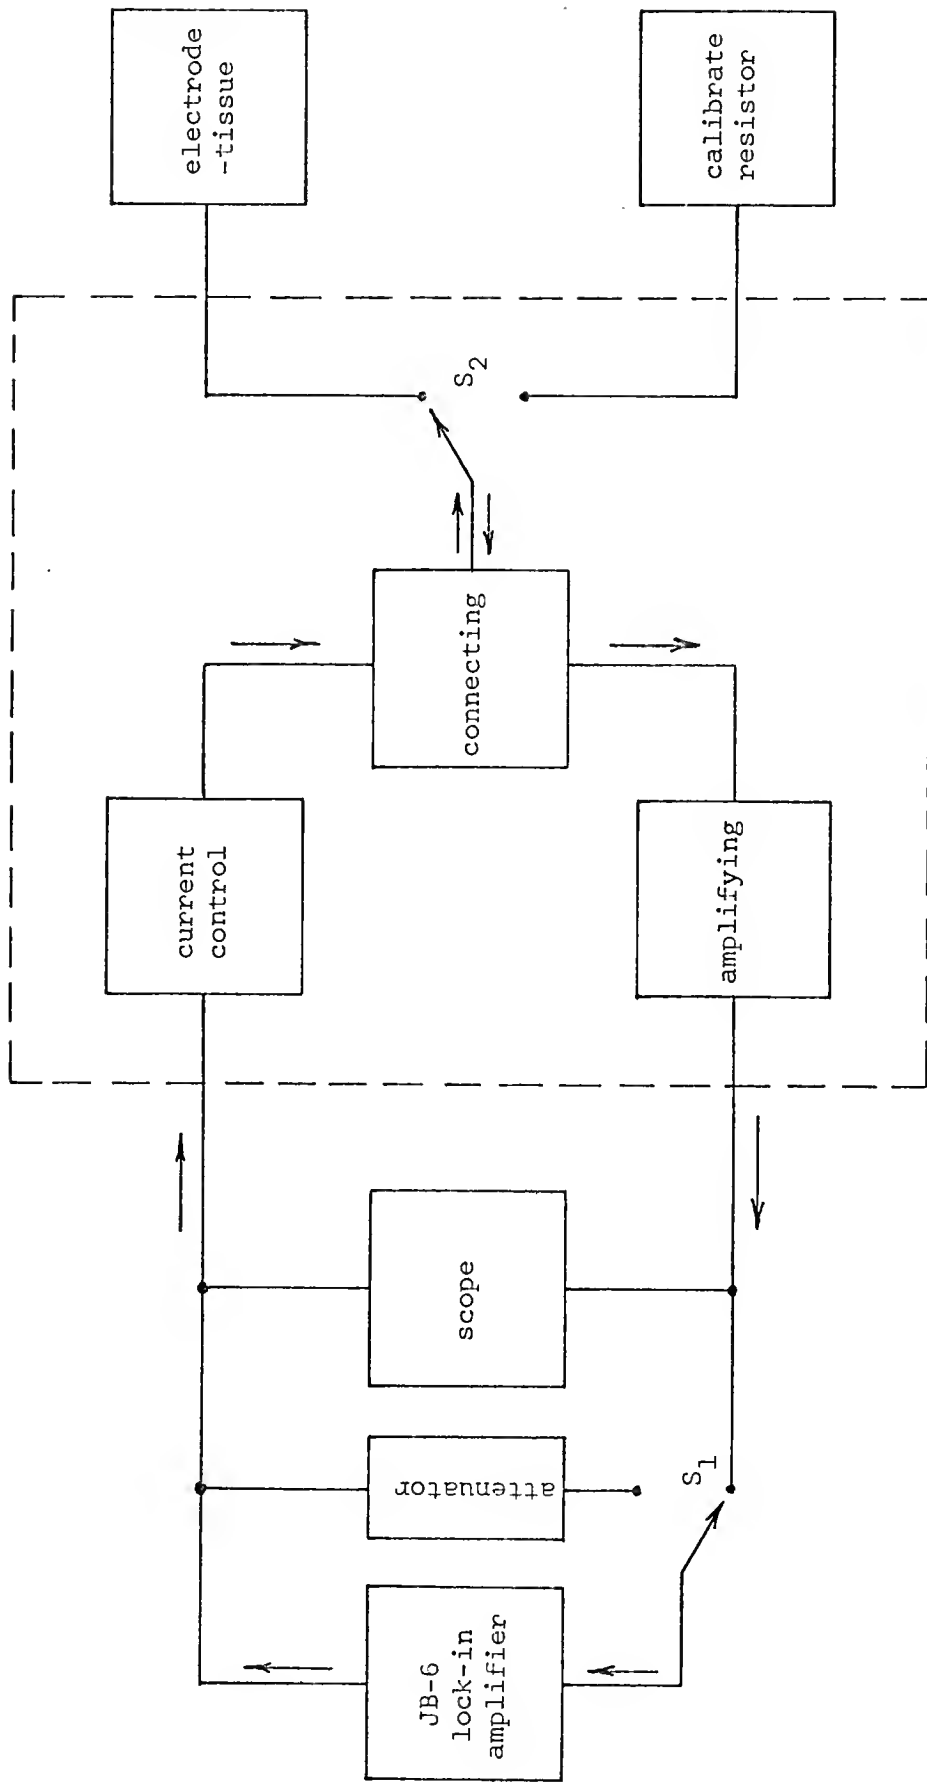 JB-6
lock-in
amplifier
attenuator
S1
scope
current
control
amplifying
connecting
S2
electrode
-tissue
calibrate
resistor